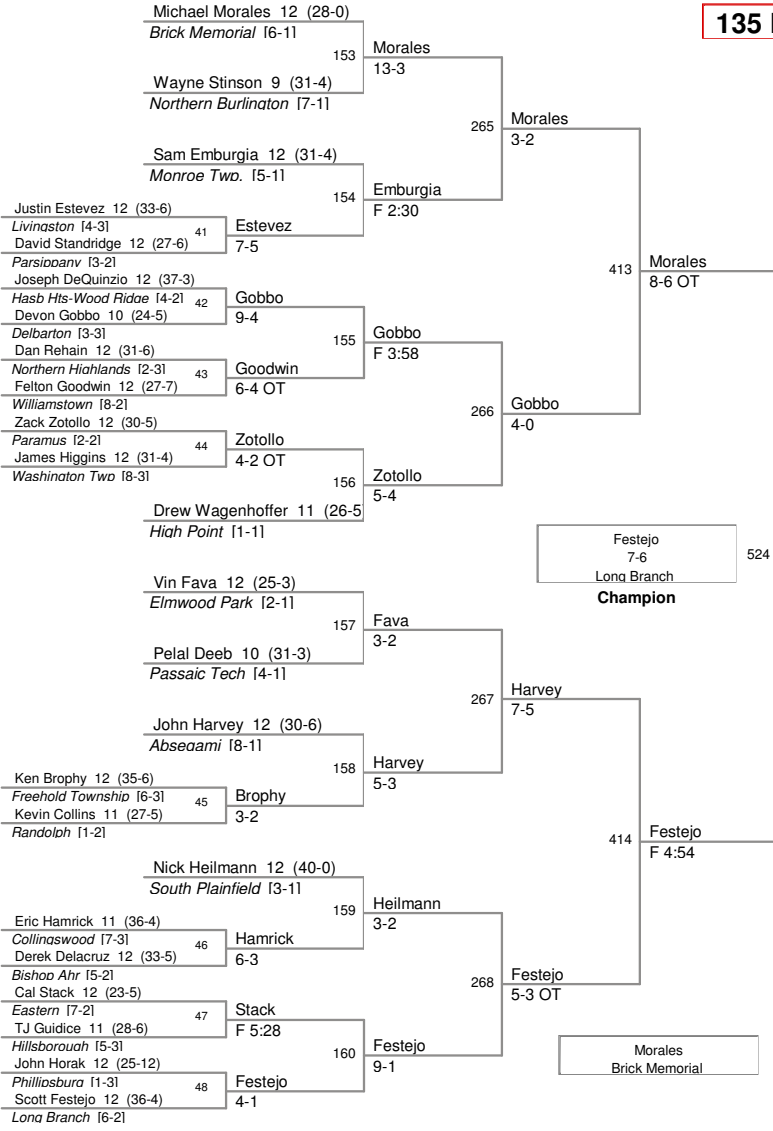 Michael Morales 12 (28-0)
135
Brick Memorial [6-1]
153
Morales
13-3
Wayne Stinson 9 (31-4)
Northern Burlington [7-1]
265
Morales
3-2
Sam Emburgia 12 (31-4)
Monroe Twp. [5-1]
154
Emburgia
F 2:30
Justin Estevez 12 (33-6)
Livingston [4-3]
41
Estevez
7-5
David Standridge 12 (27-6)
Parsippany [3-2]
413
Morales
8-6 OT
Joseph DeQuinzio 12 (37-3)
Hasb Hts-Wood Ridge [4-2]
42
Gobbo
9-4
Devon Gobbo 10 (24-5)
Delbarton [3-3]
155
Gobbo
F 3:58
Dan Rehain 12 (31-6)
Northern Highlands [2-3]
43
Goodwin
6-4 OT
Felton Goodwin 12 (27-7)
Williamstown [8-2]
266
Gobbo
4-0
Zack Zotollo 12 (30-5)
Paramus [2-2]
44
Zotollo
4-2 OT
James Higgins 12 (31-4)
Washington Twp [8-3]
156
Zotollo
5-4
Drew Wagenhoffer 11 (26-5
High Point [1-1]
Festejo
7-6
Long Branch
524
Champion
Vin Fava 12 (25-3)
Elmwood Park [2-1]
157
Fava
3-2
Pelal Deeb 10 (31-3)
Passaic Tech [4-1]
267
Harvey
7-5
John Harvey 12 (30-6)
Absegami [8-1]
158
Harvey
5-3
Ken Brophy 12 (35-6)
Freehold Township [6-3]
45
Brophy
3-2
Kevin Collins 11 (27-5)
Randolph [1-2]
414
Festejo
F 4:54
Nick Heilmann 12 (40-0)
South Plainfield [3-1]
159
Heilmann
3-2
Eric Hamrick 11 (36-4)
Collingswood [7-3]
46
Hamrick
6-3
Derek Delacruz 12 (33-5)
Bishop Ahr [5-2]
268
Festejo
5-3 OT
Cal Stack 12 (23-5)
Eastern [7-2]
47
Stack
F 5:28
TJ Guidice 11 (28-6)
Hillsborough [5-3]
160
Festejo
9-1
John Horak 12 (25-12)
Phillipsburg [1-3]
48
Festejo
4-1
Scott Festejo 12 (36-4)
Long Branch [6-2]
Morales
Brick Memorial